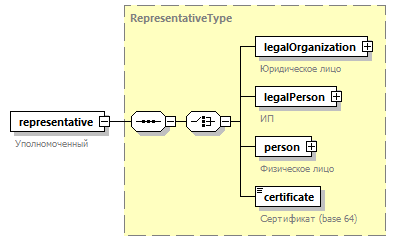 RepresentativeType
legalOrganization
Юридическое лицо
legalPerson
ИП
representative
Уполномоченный
person
Физическое лицо
certificate
Сертификат (base 64)